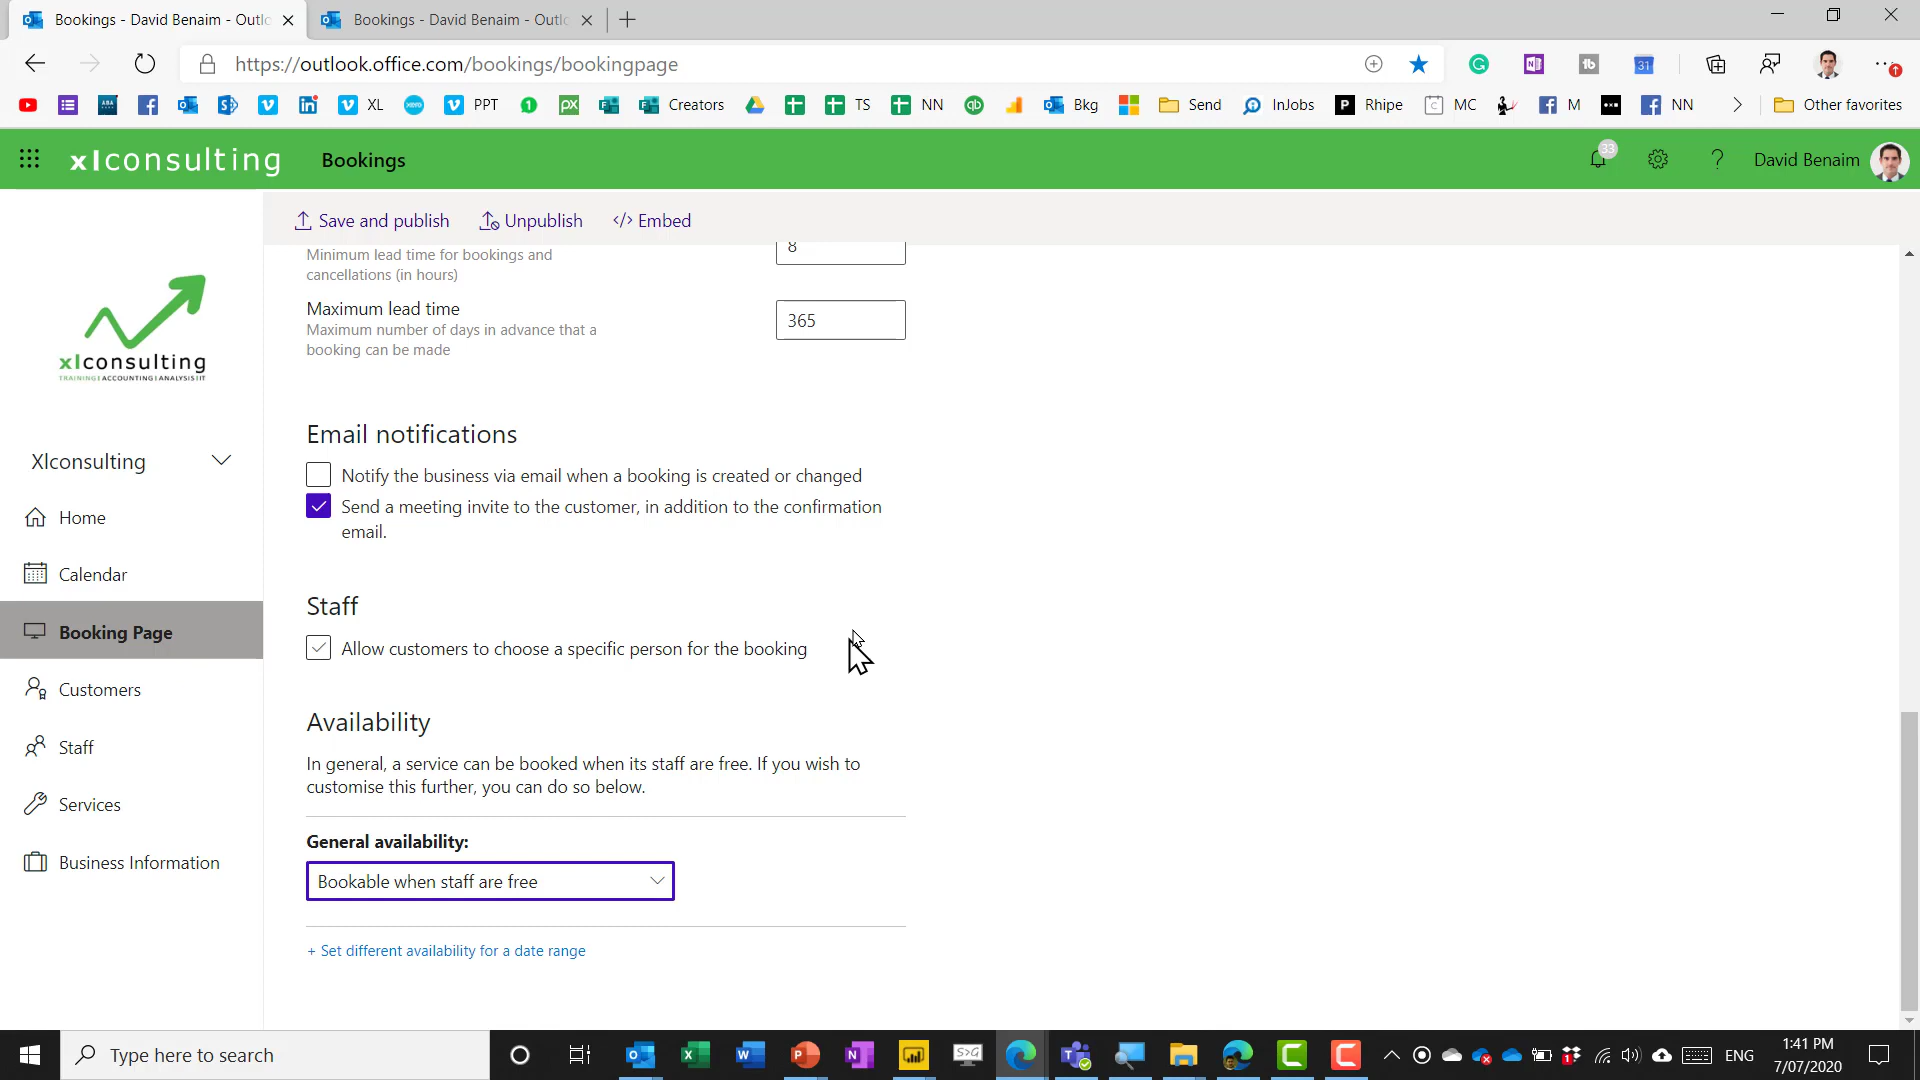 Bookings - David Benaim - Outlo
Bookings - David Benaim - Outlo
https://outlook.office.com/bookings/bookingpage
XL
PPT
Creators
TS
NN
Bkg
Send
InJobs
Rhipe
MC
M
NN
Other favorites
xlconsulting
Bookings
33
David Benaim
Save and publish
Unpublish
</> Embed
Minimum lead time for bookings and
cancellations (in hours)
8
Maximum lead time
Maximum number of days in advance that a
booking can be made
365
xlconsulting
TRAINING | ACCOUNTING | ANALYSIS | IT
Xlconsulting
Home
Calendar
Booking Page
Customers
Staff
Services
Business Information
Email notifications
Notify the business via email when a booking is created or changed
Send a meeting invite to the customer, in addition to the confirmation
email.
Staff
Allow customers to choose a specific person for the booking
Availability
In general, a service can be booked when its staff are free. If you wish to
customise this further, you can do so below.
General availability:
Bookable when staff are free
+ Set different availability for a date range
Type here to search
ENG
1:41 PM
7/07/2020